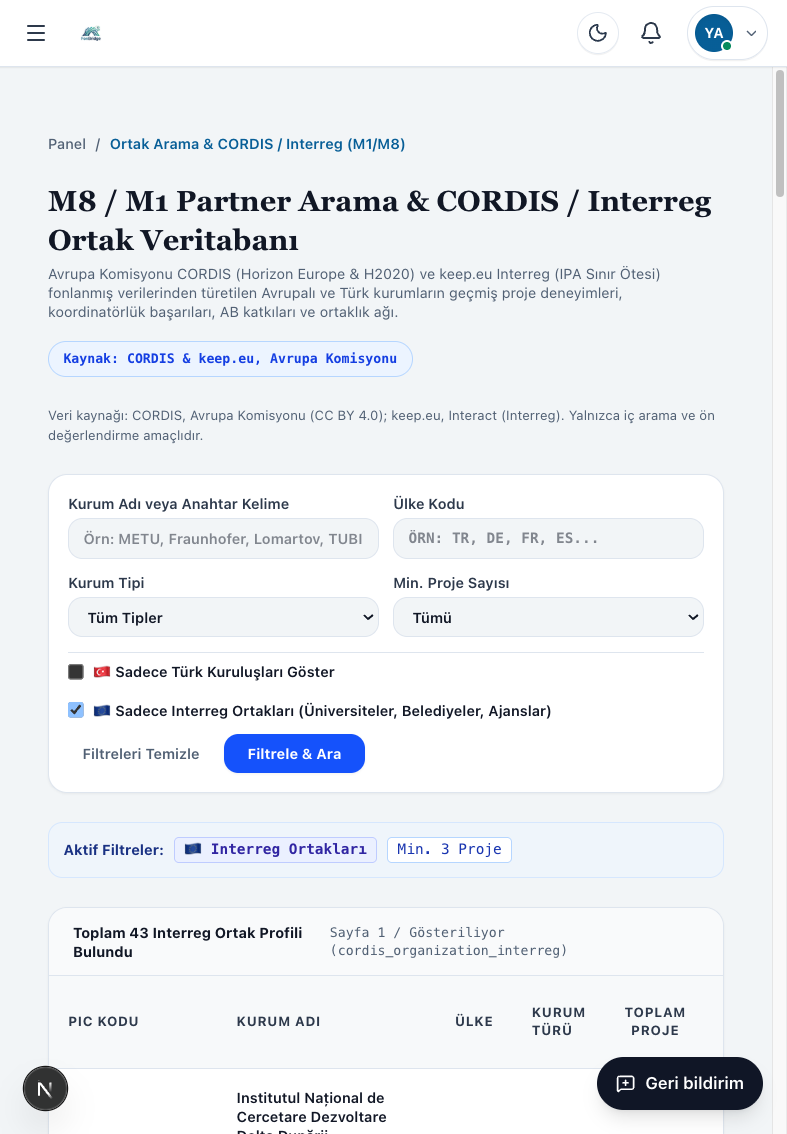 YA
Panel / Ortak Arama & CORDIS / Interreg (M1/M8)
M8 / M1 Partner Arama & CORDIS / Interreg
Ortak Veritabanı
Avrupa Komisyonu CORDIS (Horizon Europe & H2020) ve keep.eu Interreg (IPA Sınır Ötesi)
fonlanmış verilerinden türetilen Avrupalı ve Türk kurumların geçmiş proje deneyimleri,
koordinatörlük başarıları, AB katkıları ve ortaklık ağı.
Kaynak: CORDIS & keep.eu, Avrupa Komisyonu
Veri kaynağı: CORDIS, Avrupa Komisyonu (CC BY 4.0); keep.eu, Interact (Interreg). Yalnızca iç arama ve ön
değerlendirme amaçlıdır.
Kurum Adı veya Anahtar Kelime
Ülke Kodu
Örn: METU, Fraunhofer, Lomartov, TUBI
ÖRN: TR, DE, FR, ES...
Kurum Tipi
Min. Proje Sayısı
Tüm Tipler
Tümü
Sadece Türk Kuruluşları Göster
Sadece Interreg Ortakları (Üniversiteler, Belediyeler, Ajanslar)
Filtreleri Temizle
Filtrele & Ara
Aktif Filtreler: Interreg Ortakları Min. 3 Proje
Toplam 43 Interreg Ortak Profili
Bulundu
Sayfa 1 / Gösteriliyor
(cordis_organization_interreg)
PIC KODU
KURUM ADI
ÜLKE
KURUM
TÜRÜ
TOPLAM
PROJE
Institutul Național de
Cercetare Dezvoltare
N
Geri bildirim